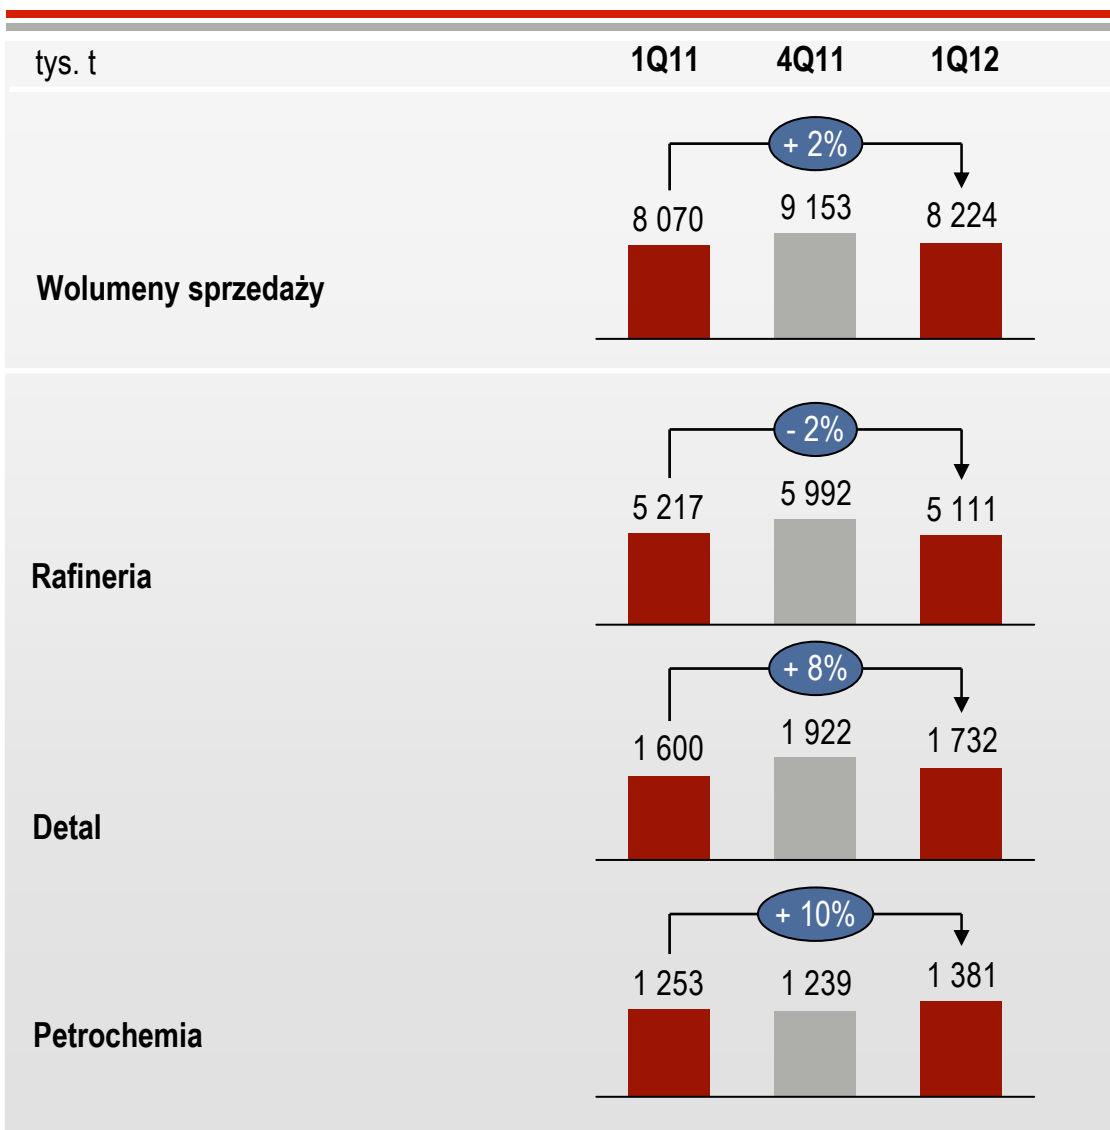 tys. t 1Q11 4Q11 1Q12
+ 2%
8 070 9 153 8 224
Wolumeny sprzedaży
- 2%
5 217 5 992 5 111
Rafineria
+ 8%
1 600 1 922 1 732
Detal
+ 10%
1 253 1 239 1 381
Petrochemia